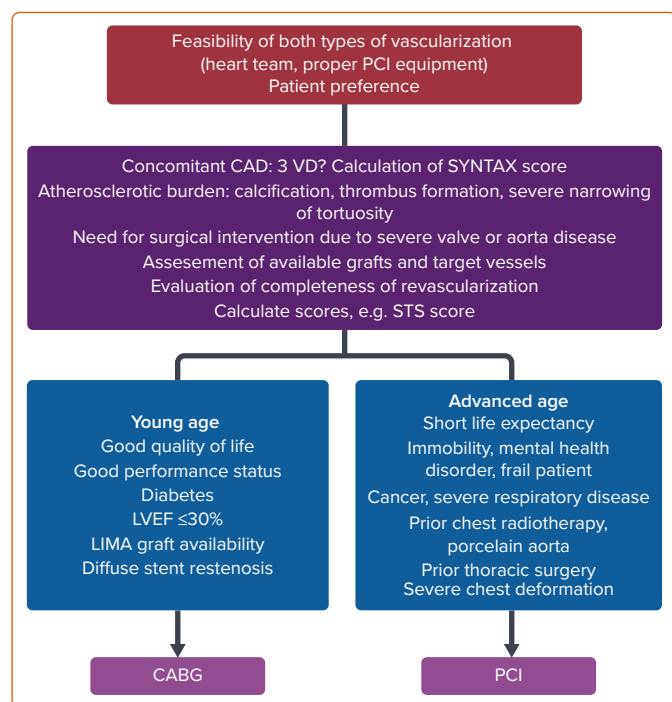 Feasibility of both types of vascularization
(heart team, proper PCI equipment)
Patient preference
Concomitant CAD: 3 VD? Calculation of SYNTAX score
Atherosclerotic burden: calcification, thrombus formation, severe narrowing
of tortuosity
Need for surgical intervention due to severe valve or aorta disease
Assesement of available grafts and target vessels
Evaluation of completeness of revascularization
Calculate scores, e.g. STS score
Young age
Good quality of life
Good performance status
Diabetes
LVEF ≤30%
LIMA graft availability
Diffuse stent restenosis
Advanced age
Short life expectancy
Immobility, mental health
disorder, frail patient
Cancer, severe respiratory disease
Prior chest radiotherapy,
porcelain aorta
Prior thoracic surgery
Severe chest deformation
CABG
PCI